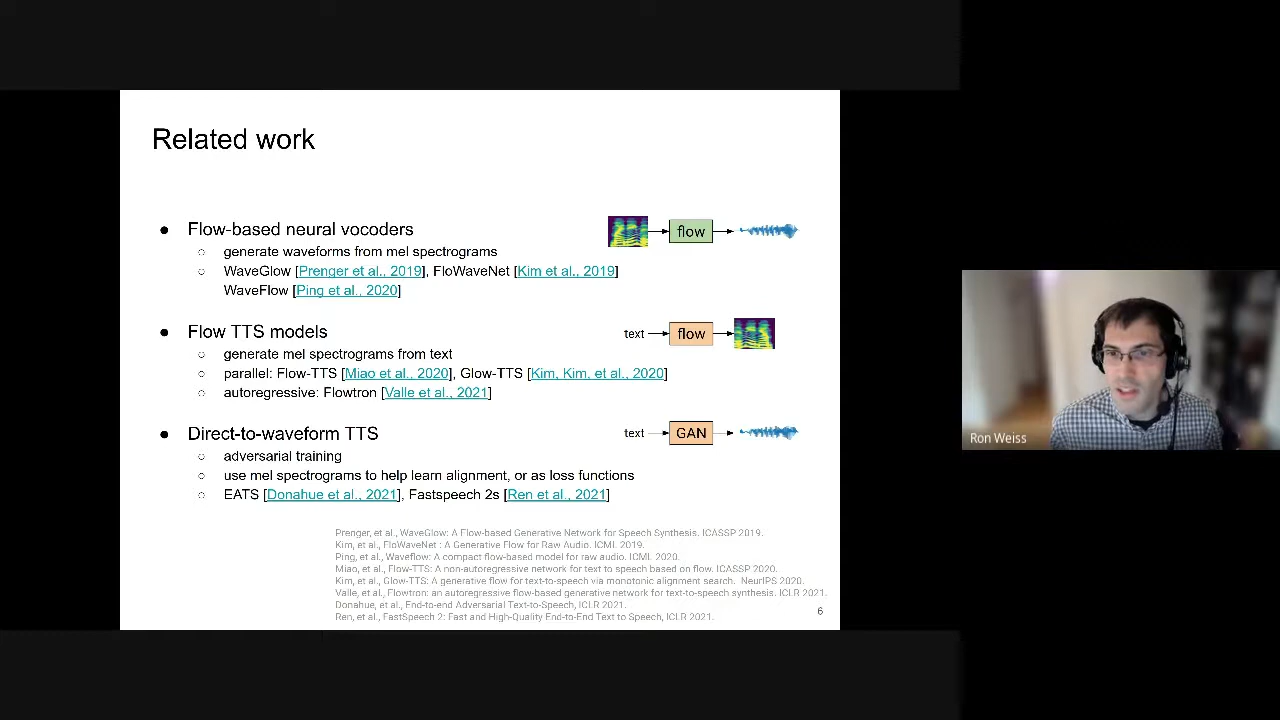 Related work
● Flow-based neural vocoders
○ generate waveforms from mel spectrograms
○ WaveGlow [Prenger et al., 2019], FloWaveNet [Kim et al., 2019]
WaveFlow [Ping et al., 2020]
flow
● Flow TTS models
○ generate mel spectrograms from text
○ parallel: Flow-TTS [Miao et al., 2020], Glow-TTS [Kim, Kim, et al., 2020]
○ autoregressive: Flowtron [Valle et al., 2021]
text flow
● Direct-to-waveform TTS
○ adversarial training
○ use mel spectrograms to help learn alignment, or as loss functions
○ EATS [Donahue et al., 2021], Fastspeech 2s [Ren et al., 2021]
text GAN
Prenger, et al., WaveGlow: A Flow-based Generative Network for Speech Synthesis. ICASSP 2019.
Kim, et al., FloWaveNet : A Generative Flow for Raw Audio. ICML 2019.
Ping, et al., Waveflow: A compact flow-based model for raw audio. ICML 2020.
Miao, et al., Flow-TTS: A non-autoregressive network for text to speech based on flow. ICASSP 2020.
Kim, et al., Glow-TTS: A generative flow for text-to-speech via monotonic alignment search. NeurIPS 2020.
Valle, et al., Flowtron: an autoregressive flow-based generative network for text-to-speech synthesis. ICLR 2021.
Donahue, et al., End-to-end Adversarial Text-to-Speech, ICLR 2021.
Ren, et al., FastSpeech 2: Fast and High-Quality End-to-End Text to Speech, ICLR 2021.
6
Ron Weiss